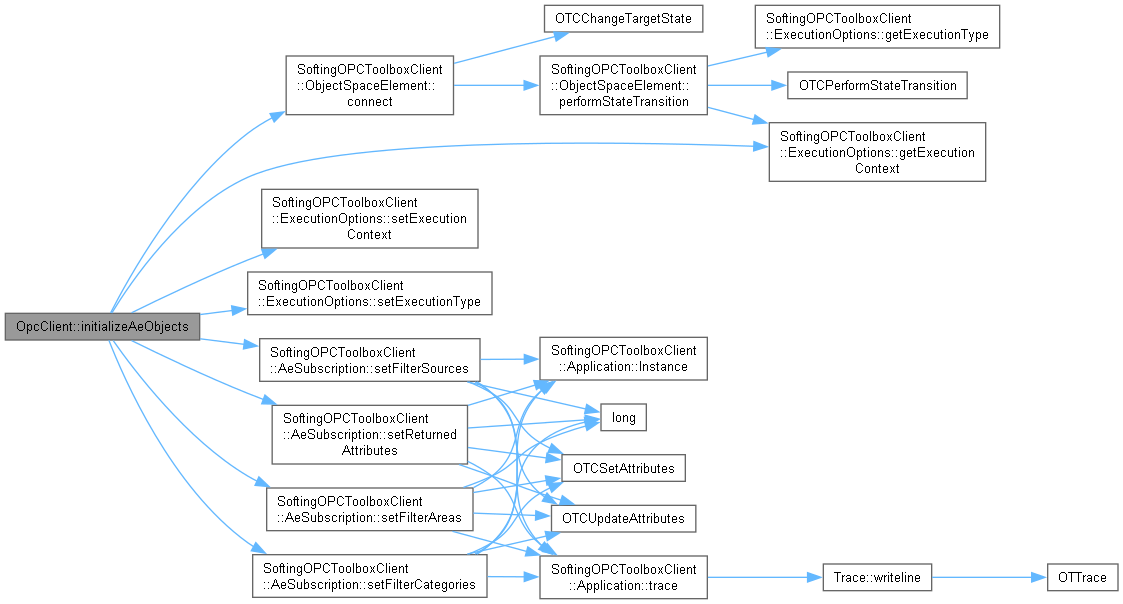 OpcClient::initializeAeObjects
SoftingOPCToolboxClient
::ObjectSpaceElement::
connect
OTCChangeTargetState
SoftingOPCToolboxClient
::ObjectSpaceElement::
performStateTransition
SoftingOPCToolboxClient
::ExecutionOptions::getExecutionType
OTCPerformStateTransition
SoftingOPCToolboxClient
::ExecutionOptions::getExecution
Context
SoftingOPCToolboxClient
::ExecutionOptions::setExecution
Context
SoftingOPCToolboxClient
::ExecutionOptions::setExecutionType
SoftingOPCToolboxClient
::AeSubscription::setFilterSources
SoftingOPCToolboxClient
::AeSubscription::setReturned
Attributes
SoftingOPCToolboxClient
::AeSubscription::setFilterAreas
SoftingOPCToolboxClient
::AeSubscription::setFilterCategories
SoftingOPCToolboxClient
::Application::Instance
long
OTCSetAttributes
OTCUpdateAttributes
SoftingOPCToolboxClient
::Application::trace
Trace::writeline
OTTrace